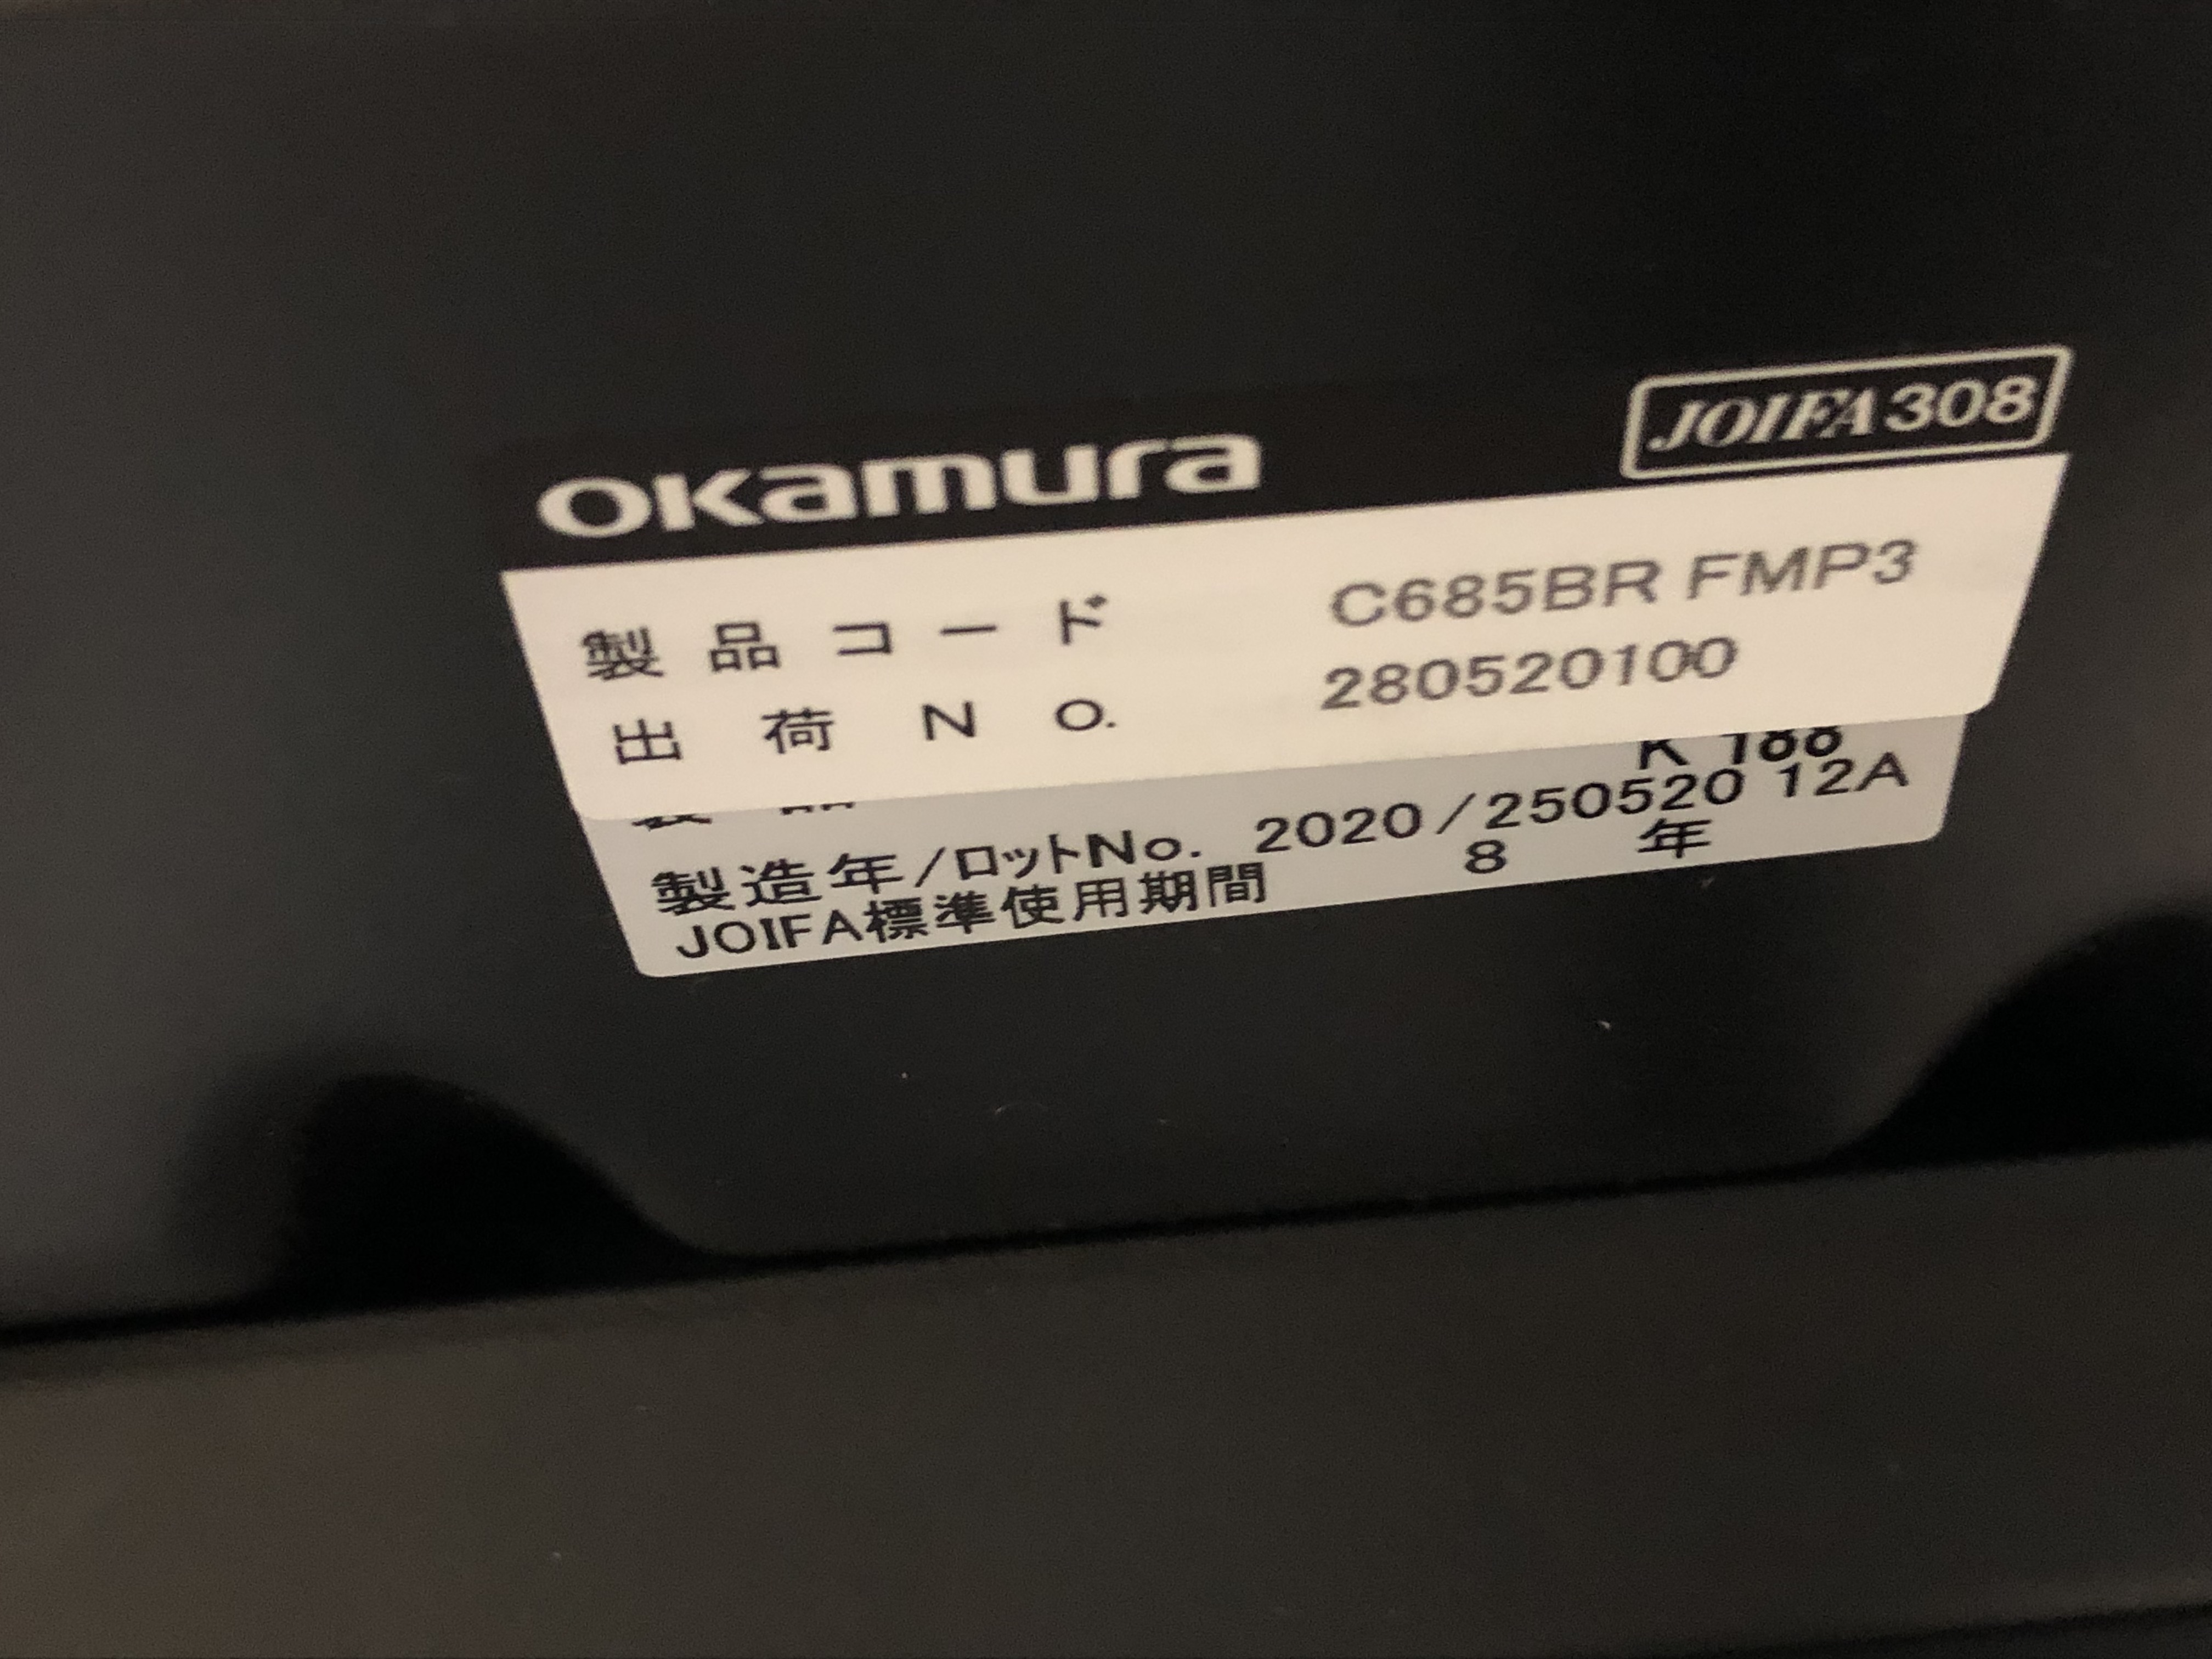 okamura
JOIFA308
製品コード C685BR FMP3
出荷No. 280520100
製造年/ロットNo. 2020/250520 12A
JOIFA標準使用期間 8 年